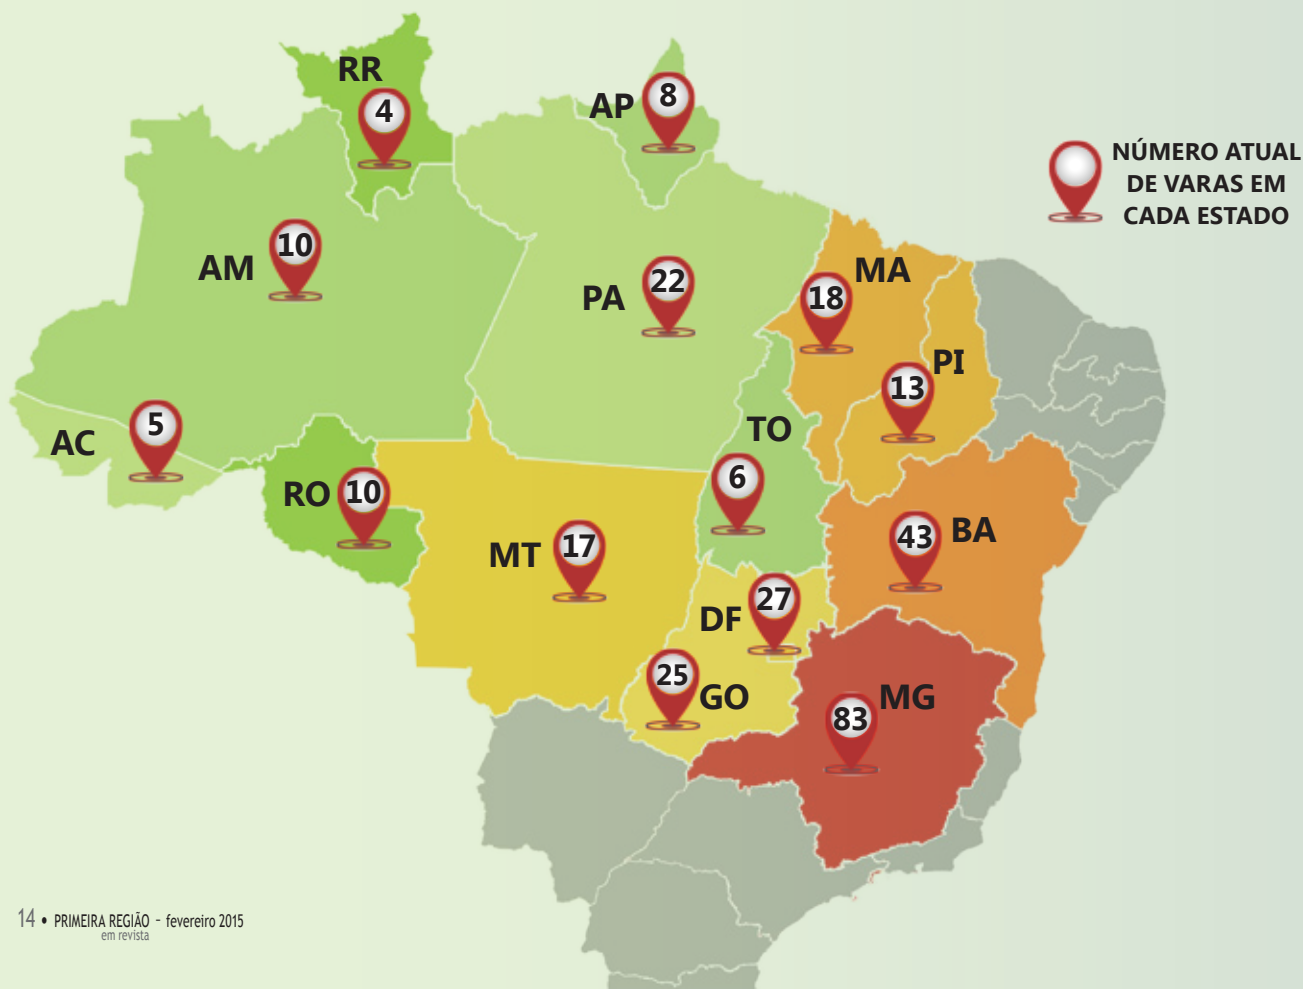 RR
4
AP
8
NÚMERO ATUAL
DE VARAS EM
CADA ESTADO
AM
10
PA
22
MA
18
PI
13
AC
5
TO
6
RO
10
MT
17
BA
43
DF
27
GO
25
MG
83
14 • PRIMEIRA REGIÃO - fevereiro 2015
em revista